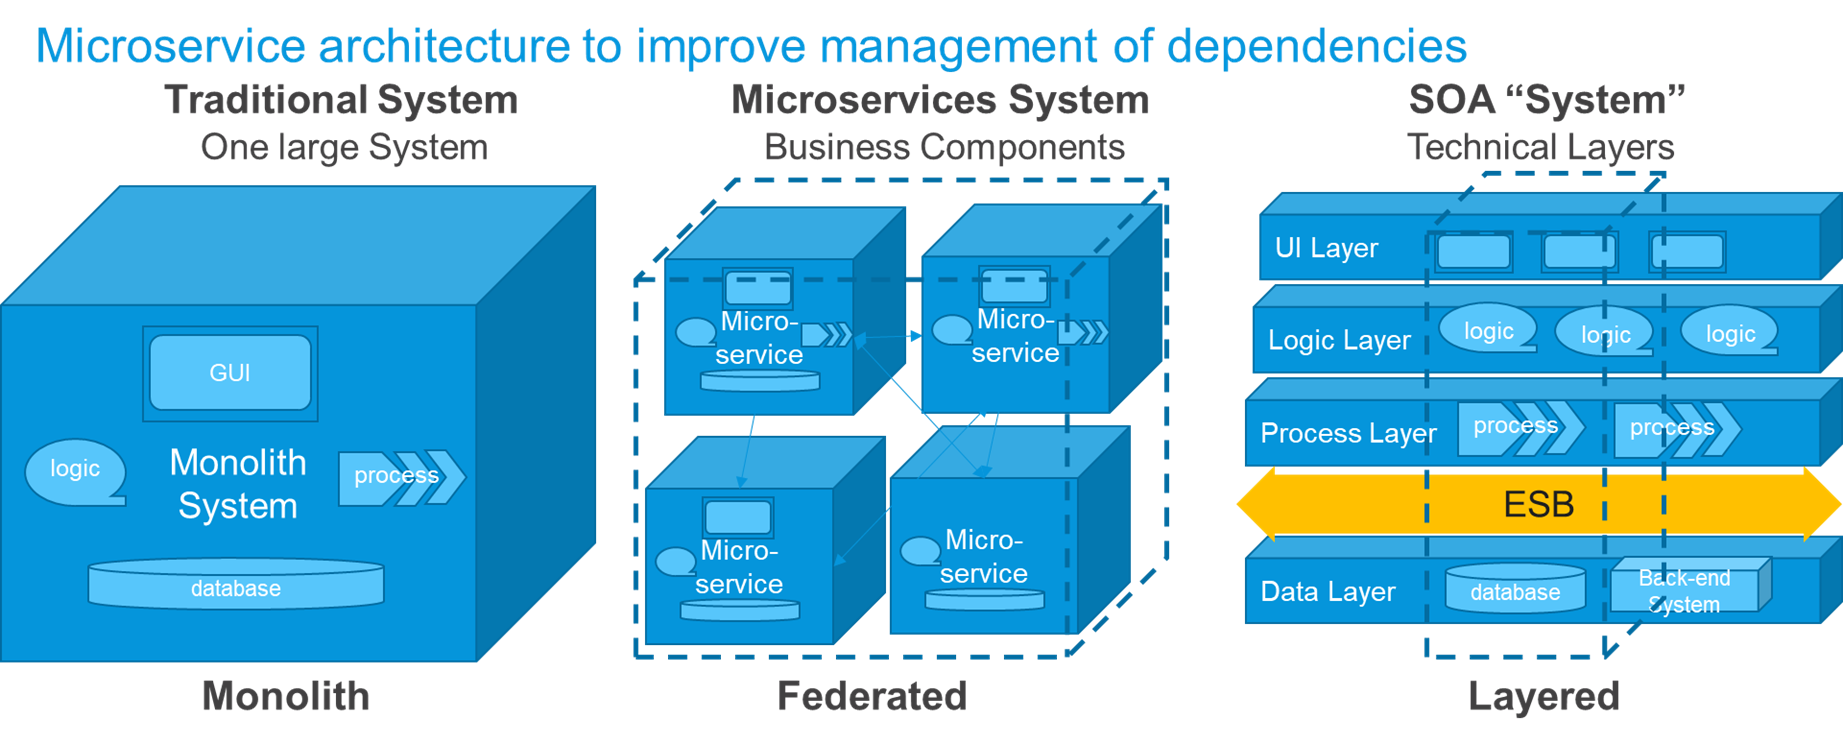 Microservice architecture to improve management of dependencies
Traditional System
One large System
GUI
logic
Monolith
System
process
database
Monolith
Microservices System
Business Components
Micro-
service
Micro-
service
Micro-
service
Micro-
service
Federated
SOA “System”
Technical Layers
UI Layer
Logic Layer
logic
logic
logic
Process Layer
process
process
ESB
Data Layer
database
Back-end
System
Layered